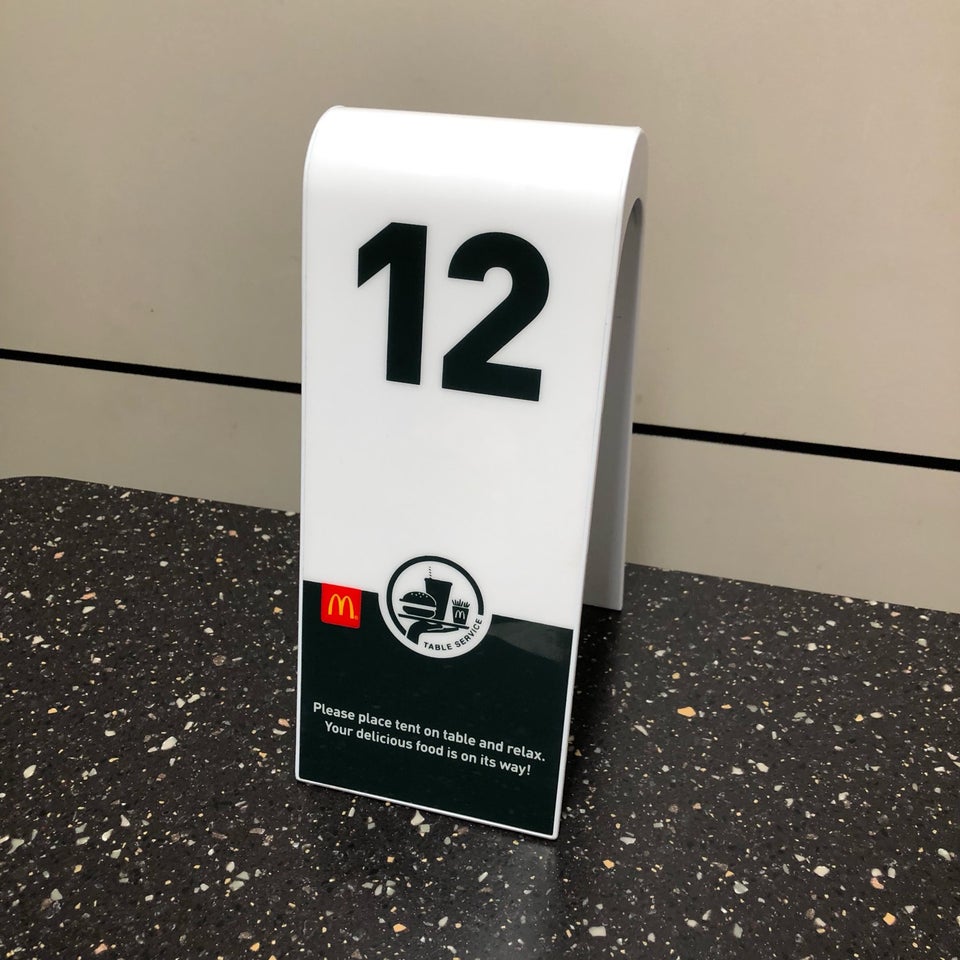 12
M
M
TABLE SERVICE
Please place tent on table and relax.
Your delicious food is on its way!